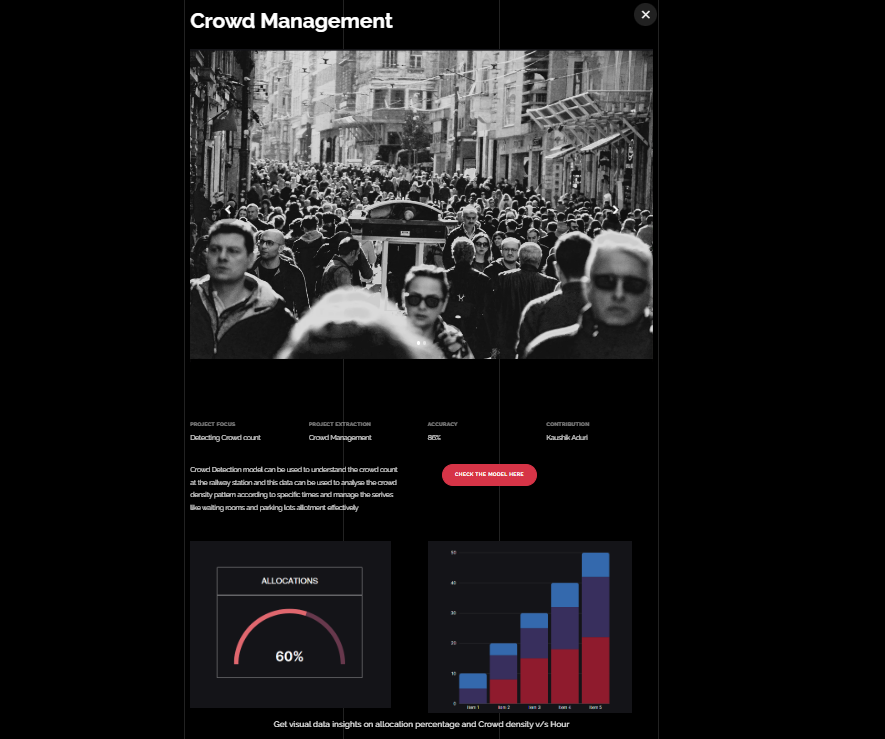 Crowd Management
PROJECT FOCUS
Detecting Crowd count
PROJECT EXTRACTION
Crowd Management
ACCURACY
86%
CONTRIBUTION
Kaushik Aduri
Crowd Detection model can be used to understand the crowd count
at the railway station and this data can be used to analyse the crowd
density pattern according to specific times and manage the serives
like waiting rooms and parking lots allotment effectively
CHECK THE MODEL HERE
ALLOCATIONS
60%
50
40
30
20
10
0
Item 1 Item 2 Item 3 Item 4 Item 5
Get visual data insights on allocation percentage and Crowd density v/s Hour